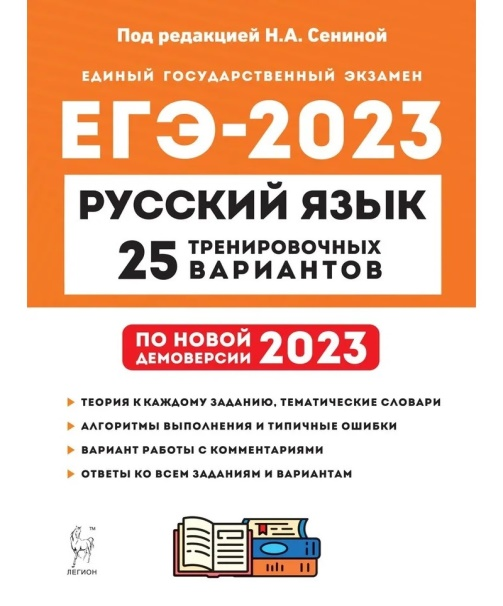 Под редакцией Н.А. Сениной
ЕДИНЫЙ ГОСУДАРСТВЕННЫЙ ЭКЗАМЕН
ЕГЭ-2023
РУССКИЙ ЯЗЫК
25 ТРЕНИРОВОЧНЫХ
ВАРИАНТОВ
ПО НОВОЙ
ДЕМОВЕРСИИ 2023
ТЕОРИЯ К КАЖДОМУ ЗАДАНИЮ, ТЕМАТИЧЕСКИЕ СЛОВАРИ
АЛГОРИТМЫ ВЫПОЛНЕНИЯ И ТИПИЧНЫЕ ОШИБКИ
ВАРИАНТ РАБОТЫ С КОММЕНТАРИЯМИ
ОТВЕТЫ КО ВСЕМ ЗАДАНИЯМ И ВАРИАНТАМ
TM
ЛЕГИОН